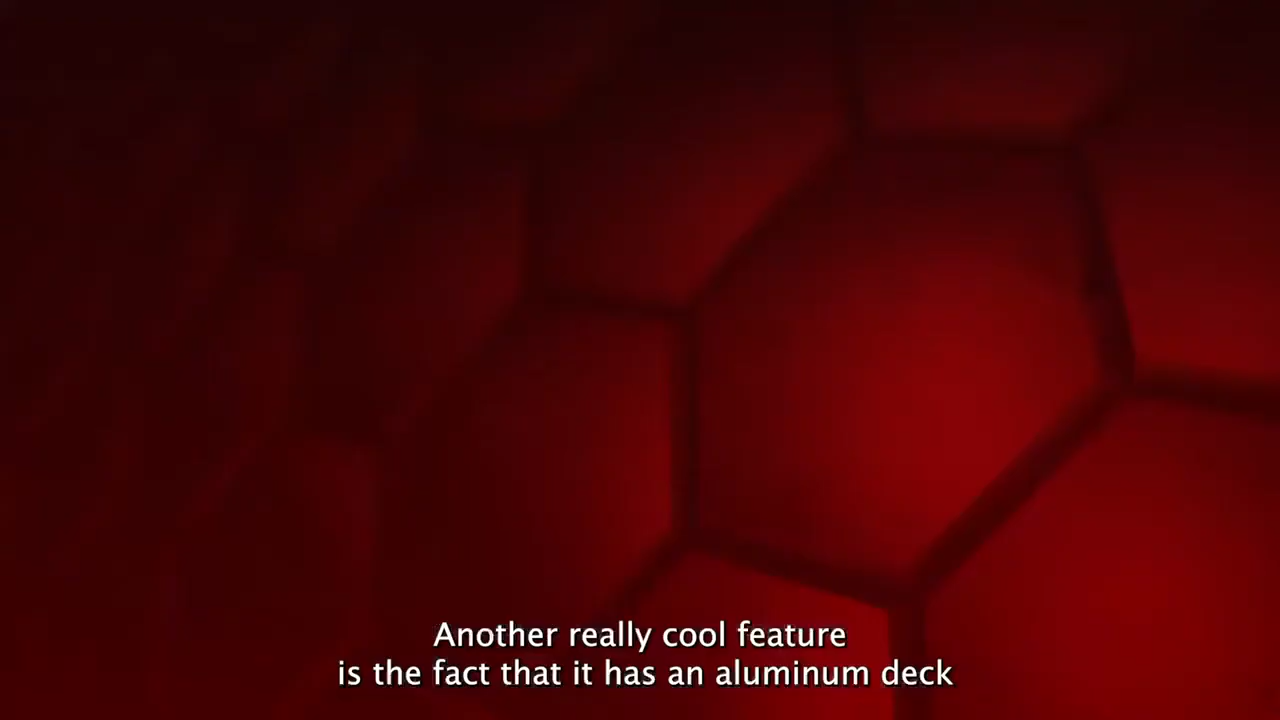 Another really cool feature
is the fact that it has an aluminum deck